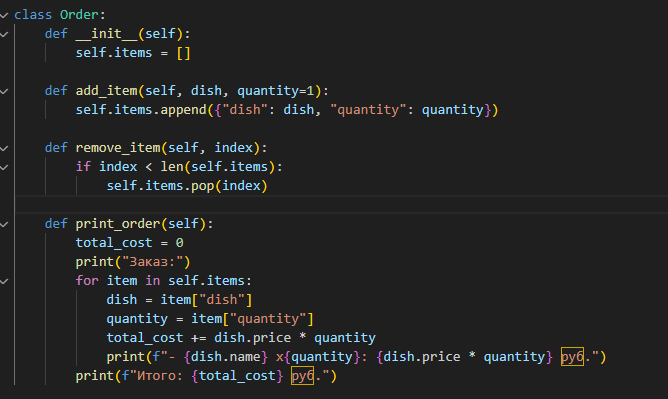 class Order:
    def __init__(self):
        self.items = []

    def add_item(self, dish, quantity=1):
        self.items.append({"dish": dish, "quantity": quantity})

    def remove_item(self, index):
        if index < len(self.items):
            self.items.pop(index)

    def print_order(self):
        total_cost = 0
        print("Заказ:")
        for item in self.items:
            dish = item["dish"]
            quantity = item["quantity"]
            total_cost += dish.price * quantity
            print(f"- {dish.name} x{quantity}: {dish.price * quantity} руб.")
        print(f"Итого: {total_cost} руб.")